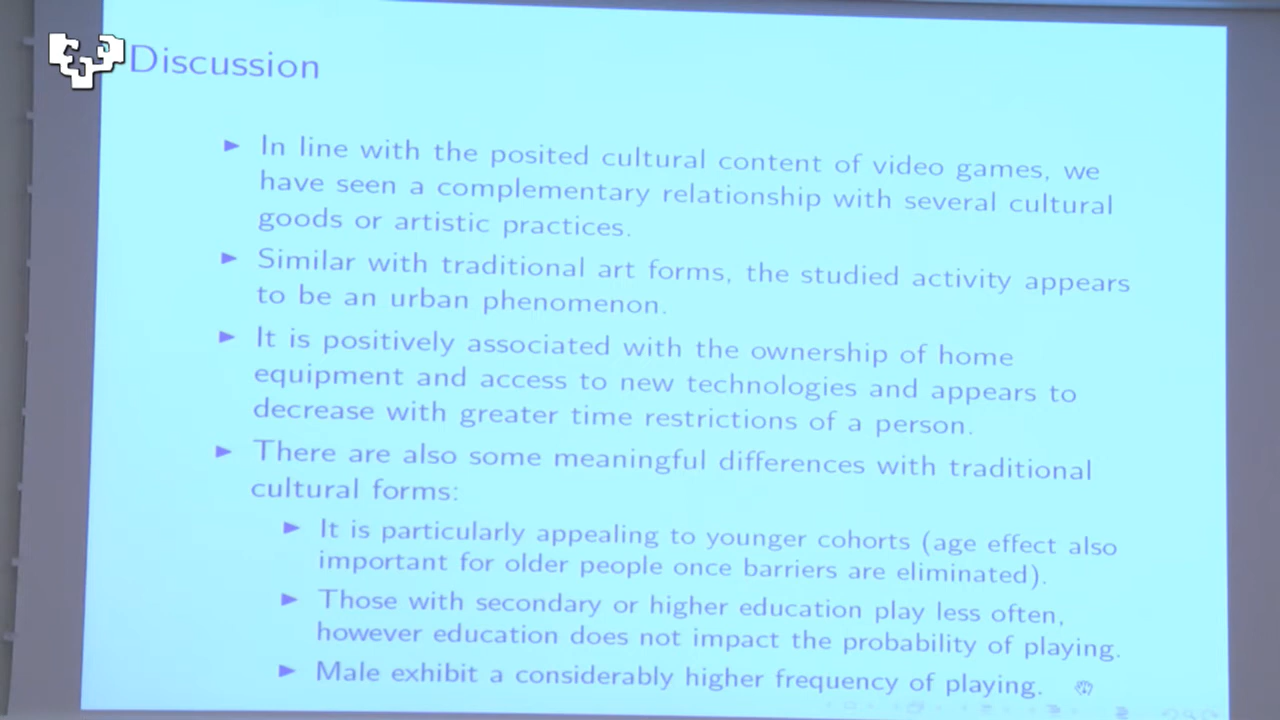 Discussion
In line with the posited cultural content of video games, we
have seen a complementary relationship with several cultural
goods or artistic practices.
Similar with traditional art forms, the studied activity appears
to be an urban phenomenon.
It is positively associated with the ownership of home
equipment and access to new technologies and appears to
decrease with greater time restrictions of a person.
There are also some meaningful differences with traditional
cultural forms:
It is particularly appealing to younger cohorts (age effect also
important for older people once barriers are eliminated).
Those with secondary or higher education play less often,
however education does not impact the probability of playing.
Male exhibit a considerably higher frequency of playing.